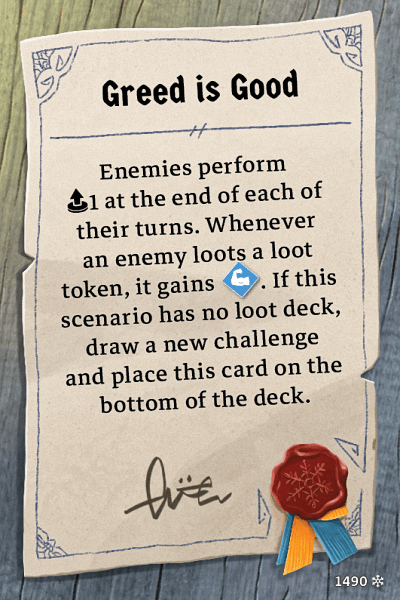 Greed is Good
Enemies perform
1 at the end of each of
their turns. Whenever
an enemy loots a loot
token, it gains . If this
scenario has no loot deck,
draw a new challenge
and place this card on the
bottom of the deck.
1490